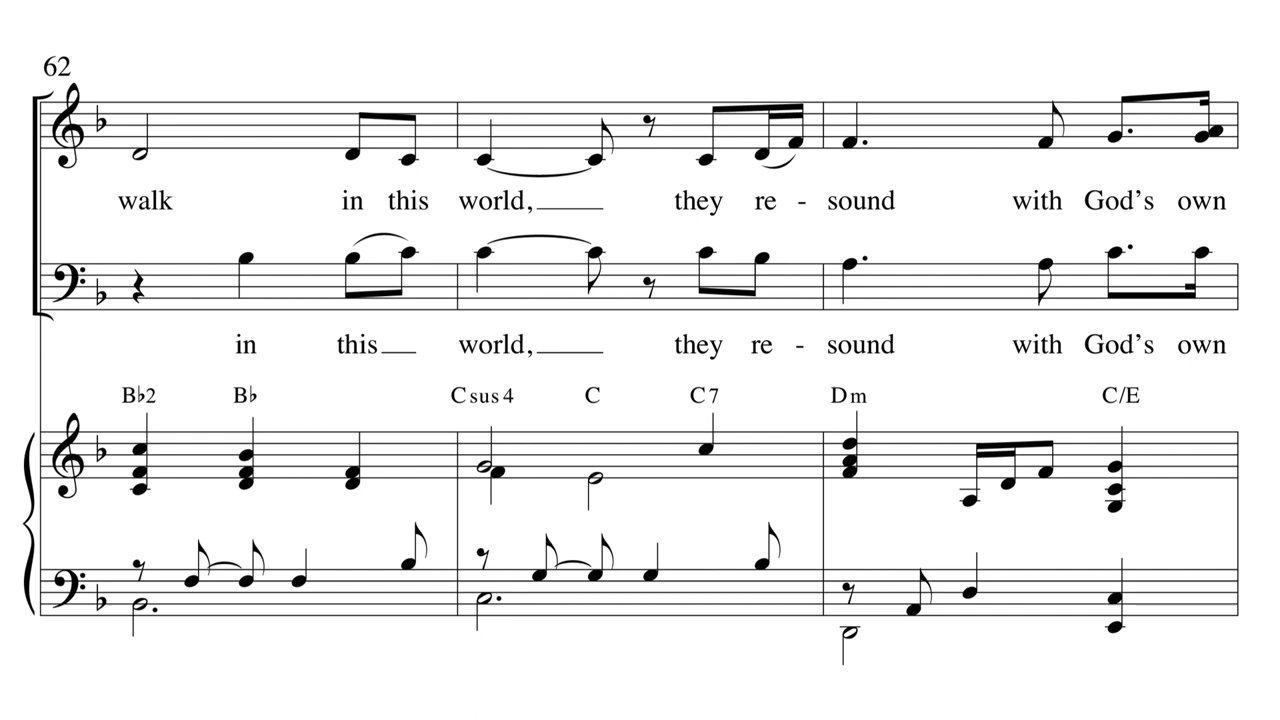 62
walk in this world, they re - sound with God's own
in this world, they re - sound with God's own
B♭2 B♭ Csus4 C C7 Dm C/E